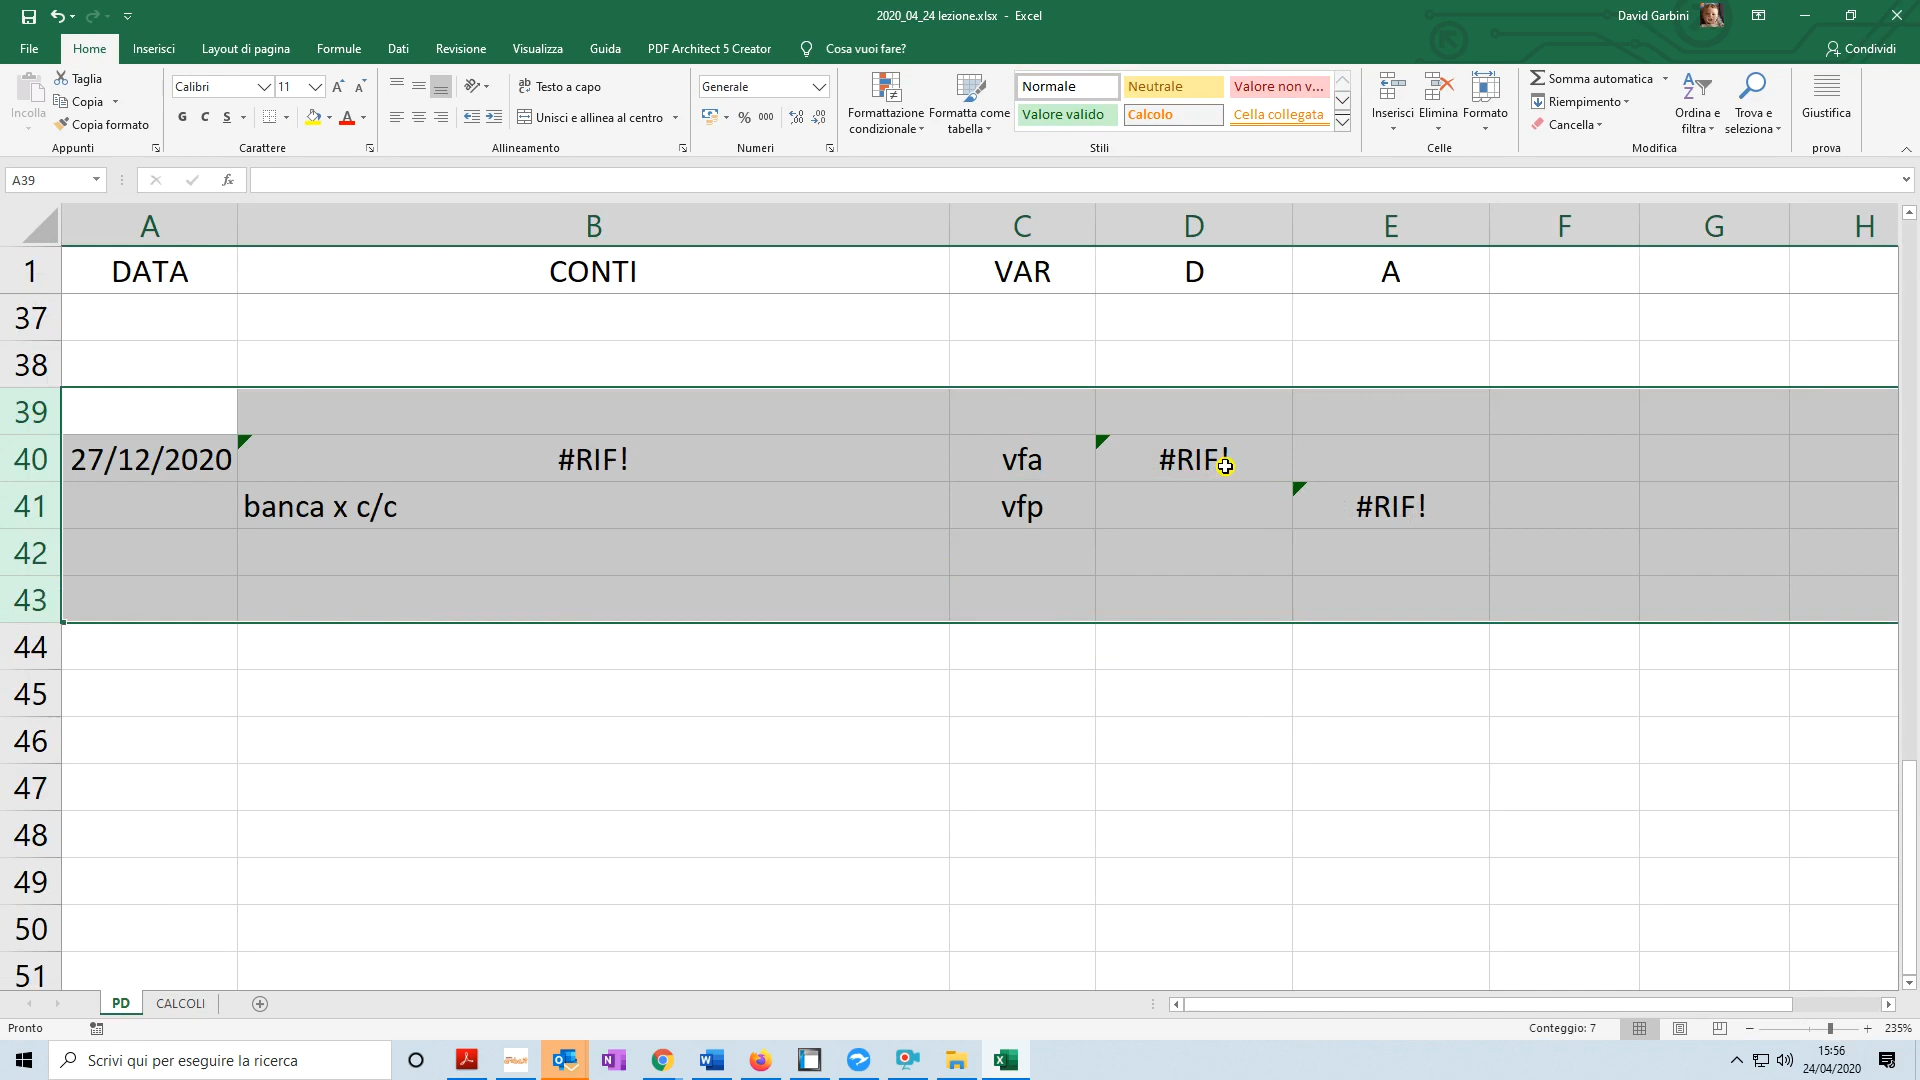 2020_04_24 lezione.xlsx - Excel
David Garbini
File Home Inserisci Layout di pagina Formule Dati Revisione Visualizza Guida PDF Architect 5 Creator Cosa vuoi fare? Condividi
Incolla
Taglia
Copia
Copia formato
Appunti
Calibri 11
G C S
Carattere
Testo a capo
Unisci e allinea al centro
Allineamento
Generale
% 000
Numeri
Formattazione condizionale
Formatta come tabella
Normale Neutrale Valore non v...
Valore valido Calcolo Cella collegata
Stili
Inserisci Elimina Formato
Celle
Somma automatica
Riempimento
Cancella
Ordina e filtra
Trova e seleziona
Modifica
Giustifica
prova
A39
fx
A B C D E F G H
1 DATA CONTI VAR D A
37
38
39
40 27/12/2020 #RIF! vfa #RIF!
41 banca x c/c vfp #RIF!
42
43
44
45
46
47
48
49
50
51
PD CALCOLI
Pronto
Conteggio: 7
235%
Scrivi qui per eseguire la ricerca
15:56
24/04/2020